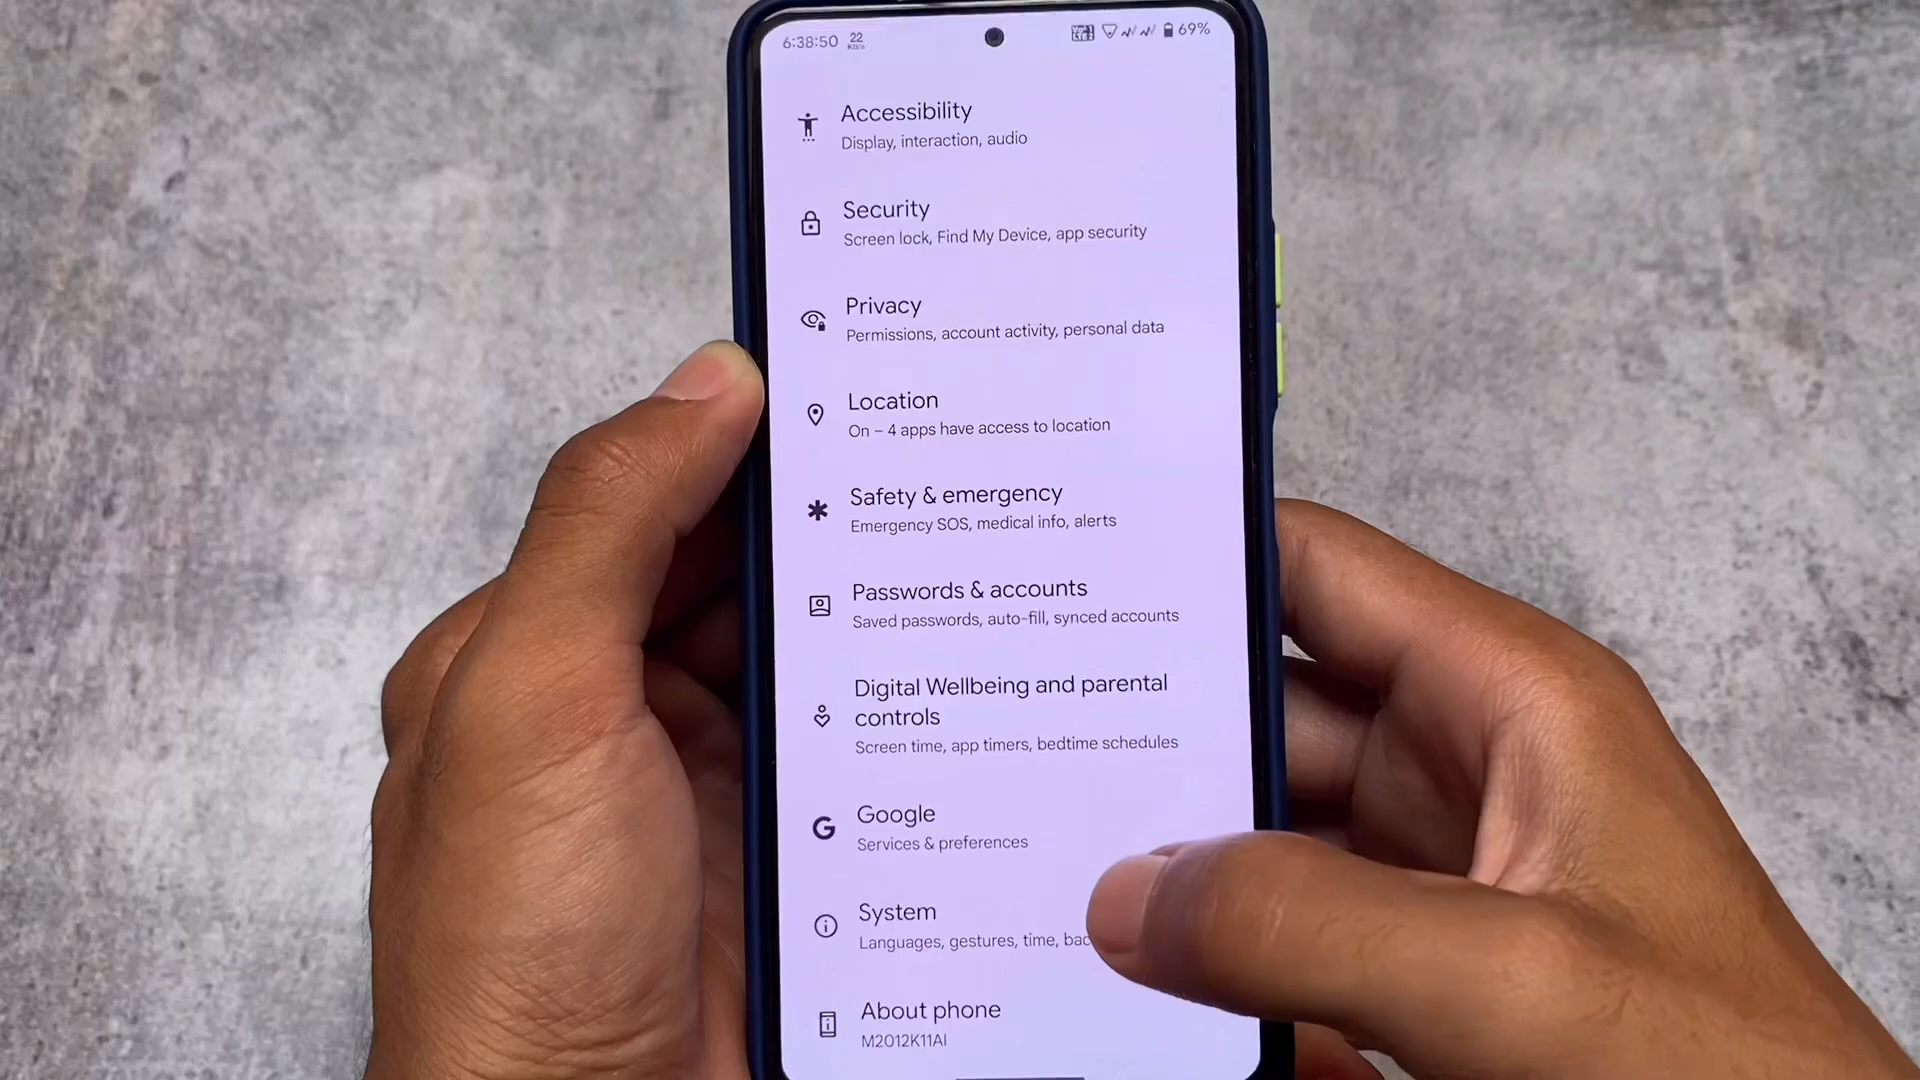 6:38:50 22 KB/s 69%
Accessibility
Display, interaction, audio
Security
Screen lock, Find My Device, app security
Privacy
Permissions, account activity, personal data
Location
On – 4 apps have access to location
Safety & emergency
Emergency SOS, medical info, alerts
Passwords & accounts
Saved passwords, auto-fill, synced accounts
Digital Wellbeing and parental
controls
Screen time, app timers, bedtime schedules
Google
Services & preferences
System
Languages, gestures, time, bac
About phone
M2012K11AI